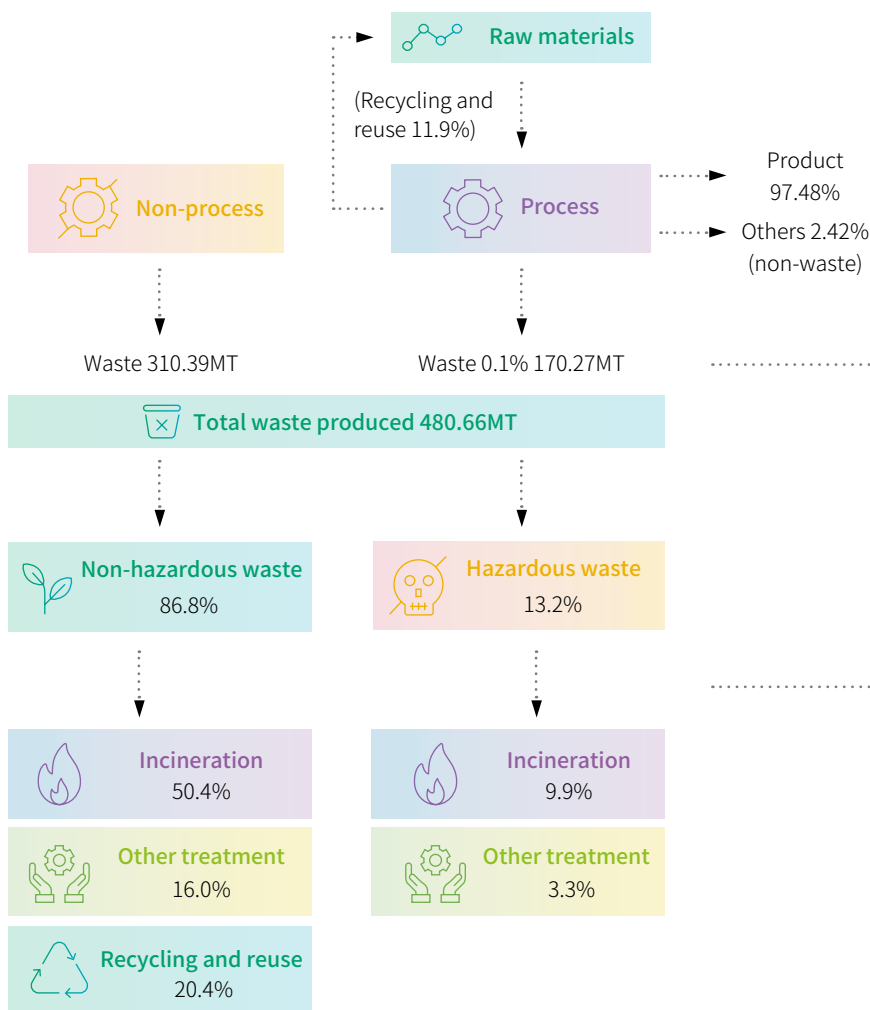 Raw materials
(Recycling and
reuse 11.9%)
Non-process
Process
Product
97.48%
Others 2.42%
(non-waste)
Waste 310.39MT
Waste 0.1% 170.27MT
Total waste produced 480.66MT
Non-hazardous waste
86.8%
Hazardous waste
13.2%
Incineration
50.4%
Incineration
9.9%
Other treatment
16.0%
Other treatment
3.3%
Recycling and reuse
20.4%